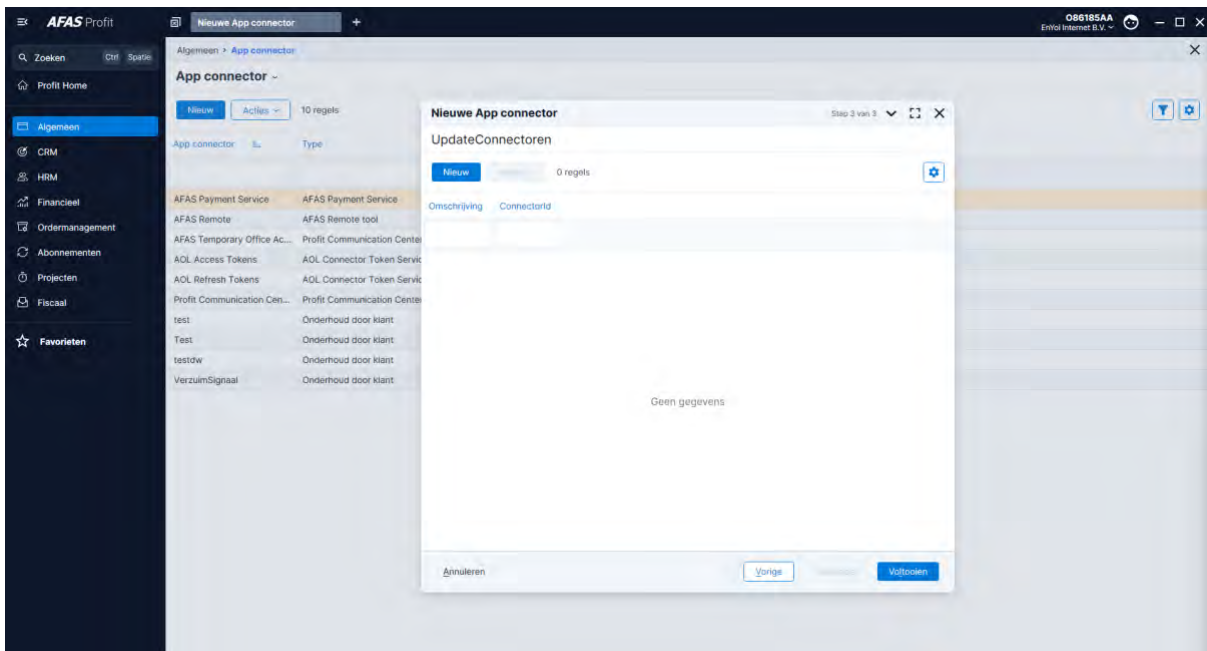 AFAS Profit
Nieuwe App connector
+
O86185AA
EnYoi Internet B.V.
Zoeken Ctrl Spatie
Profit Home
Algemeen
CRM
HRM
Financieel
Ordermanagement
Abonnementen
Projecten
Fiscaal
Favorieten
Algemeen > App connector
App connector
Nieuw Acties 10 regels
App connector Type
AFAS Payment Service AFAS Payment Service
AFAS Remote AFAS Remote tool
AFAS Temporary Office Ac... Profit Communication Center
AOL Access Tokens AOL Connector Token Servic
AOL Refresh Tokens AOL Connector Token Servic
Profit Communication Cen... Profit Communication Center
test Onderhoud door klant
Test Onderhoud door klant
testdw Onderhoud door klant
VerzuimSignaal Onderhoud door klant
Nieuwe App connector Stap 3 van 3
UpdateConnectoren
Nieuw 0 regels
Omschrijving ConnectorId
Geen gegevens
Annuleren Vorige Voltooien